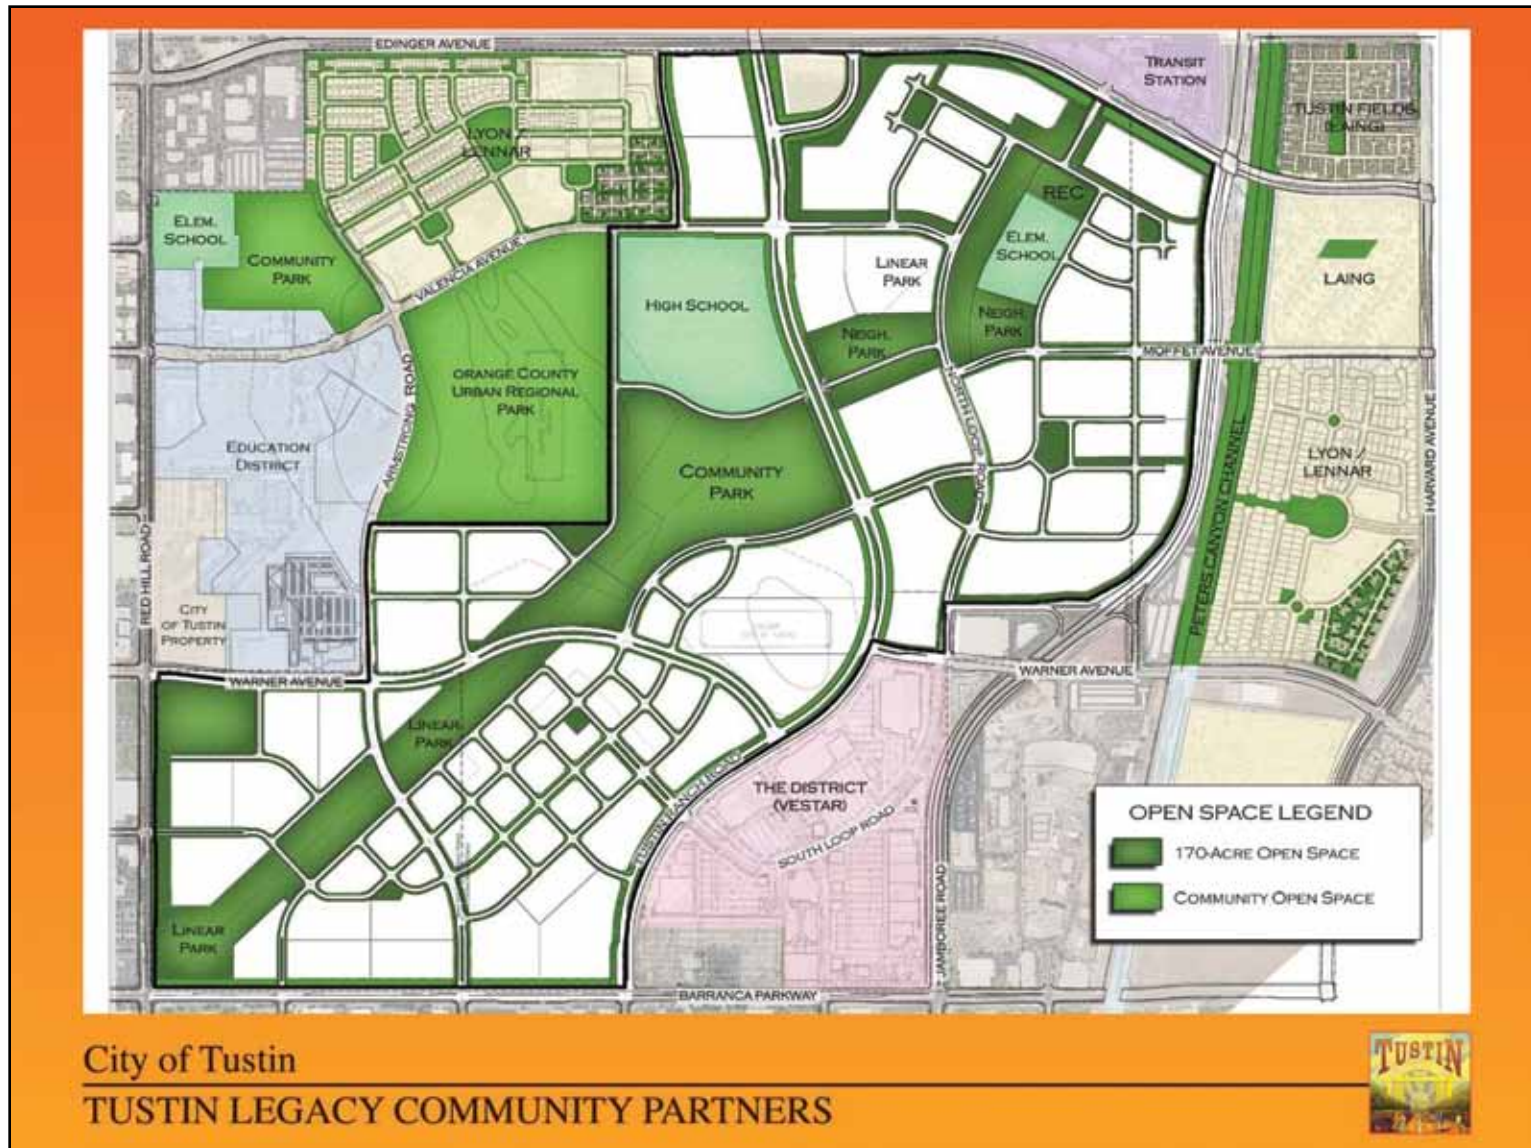 EDINGER AVENUE
TRANSIT
STATION
TUSTIN FIELDS
(LAING)
LYON /
LENNAR
REC
ELEM.
SCHOOL
ELEM.
SCHOOL
COMMUNITY
PARK
VALENCIA AVENUE
LINEAR
PARK
LAING
HIGH SCHOOL
NEIGH.
PARK
NEIGH.
PARK
MOFFET AVENUE
ORANGE COUNTY
URBAN REGIONAL
PARK
ARMSTRONG ROAD
NORTH LOOP ROAD
HARVARD AVENUE
EDUCATION
DISTRICT
COMMUNITY
PARK
LYON /
LENNAR
PETERS CANYON CHANNEL
RED HILL ROAD
CITY
OF TUSTIN
PROPERTY
WARNER AVENUE
WARNER AVENUE
LINEAR
PARK
TUSTIN RANCH ROAD
THE DISTRICT
(VESTAR)
SOUTH LOOP ROAD
JAMBOREE ROAD
LINEAR
PARK
BARRANCA PARKWAY
OPEN SPACE LEGEND
170-ACRE OPEN SPACE
COMMUNITY OPEN SPACE
City of Tustin
TUSTIN LEGACY COMMUNITY PARTNERS
TUSTIN